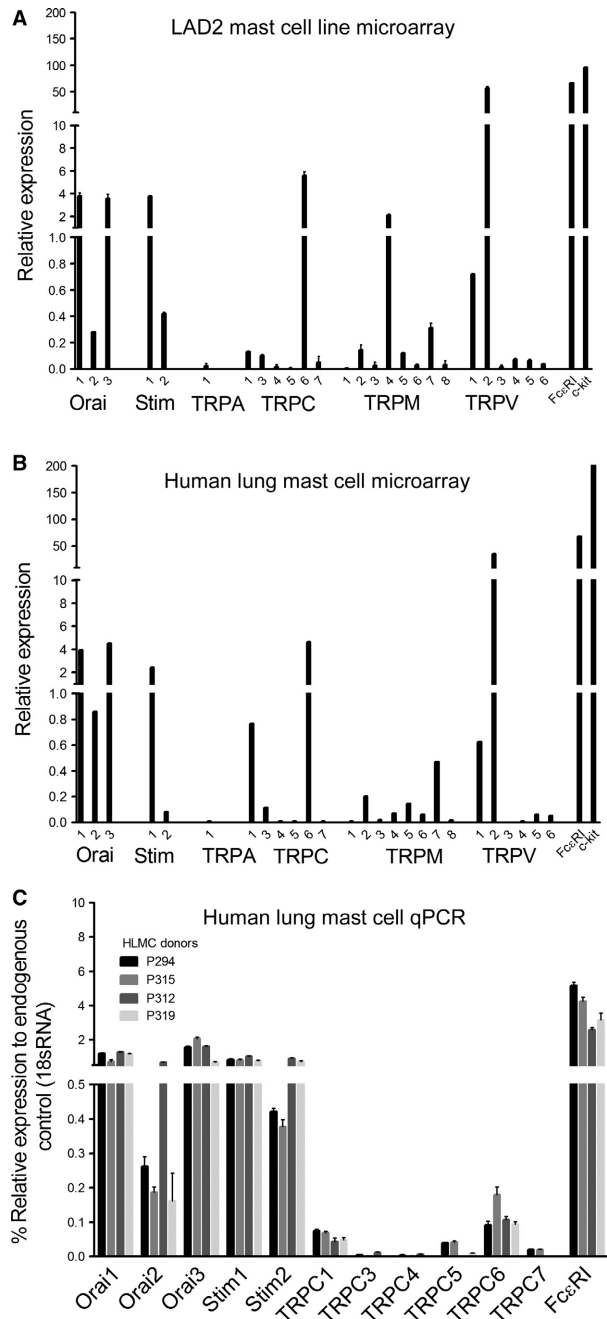 A
LAD2 mast cell line microarray
Relative expression
200
150
100
50
10
8
6
4
2
1.0
0.8
0.6
0.4
0.2
0.0
1 2 3 1 2 1 1 3 4 5 6 7 1 2 3 4 5 6 7 8 1 2 3 4 5 6 FcεRI c-kit
Orai Stim TRPA TRPC TRPM TRPV
B
Human lung mast cell microarray
Relative expression
200
150
100
50
10
8
6
4
2
1.0
0.8
0.6
0.4
0.2
0.0
1 2 3 1 2 1 1 3 4 5 6 7 1 2 3 4 5 6 7 8 1 2 3 4 5 6 FcεRI c-kit
Orai Stim TRPA TRPC TRPM TRPV
C
Human lung mast cell qPCR
% Relative expression to endogenous
control (18sRNA)
HLMC donors
P294
P315
P312
P319
10
8
6
4
2
0.5
0.4
0.3
0.2
0.1
0.0
Orai1 Orai2 Orai3 Stim1 Stim2 TRPC1 TRPC3 TRPC4 TRPC5 TRPC6 TRPC7 FcεRI